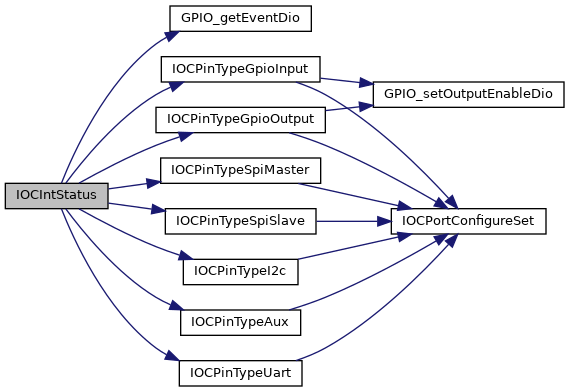 GPIO_getEventDio
IOCPinTypeGpioInput
GPIO_setOutputEnableDio
IOCPinTypeGpioOutput
IOCPinTypeSpiMaster
IOCIntStatus
IOCPinTypeSpiSlave
IOCPortConfigureSet
IOCPinTypeI2c
IOCPinTypeAux
IOCPinTypeUart